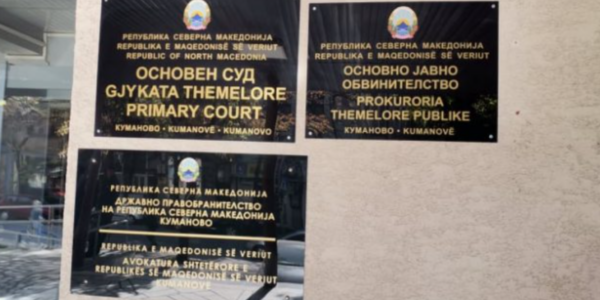 РЕПУБЛИКА СЕВЕРНА МАКЕДОНИЈА
REPUBLIKA E MAQEDONISË SË VERIUT
REPUBLIC OF NORTH MACEDONIA
ОСНОВЕН СУД
GJYKATA THEMELORE
PRIMARY COURT
КУМАНОВО · KUMANOVË · KUMANOVO
РЕПУБЛИКА СЕВЕРНА МАКЕДОНИЈА
REPUBLIKA E MAQEDONISË SË VERIUT
ОСНОВНО ЈАВНО
ОБВИНИТЕЛСТВО
PROKURORIA
THEMELORE PUBLIKE
КУМАНОВО · KUMANOVË
РЕПУБЛИКА СЕВЕРНА МАКЕДОНИЈА
ДРЖАВНО ПРАВОБРАНИТЕЛСТВО
НА РЕПУБЛИКА СЕВЕРНА МАКЕДОНИЈА
КУМАНОВО
REPUBLIKA E MAQEDONISË SË VERIUT
AVOKATURA SHTETËRORE E
REPUBLIKËS SË MAQEDONISË SË VERIUT
KUMANOVË